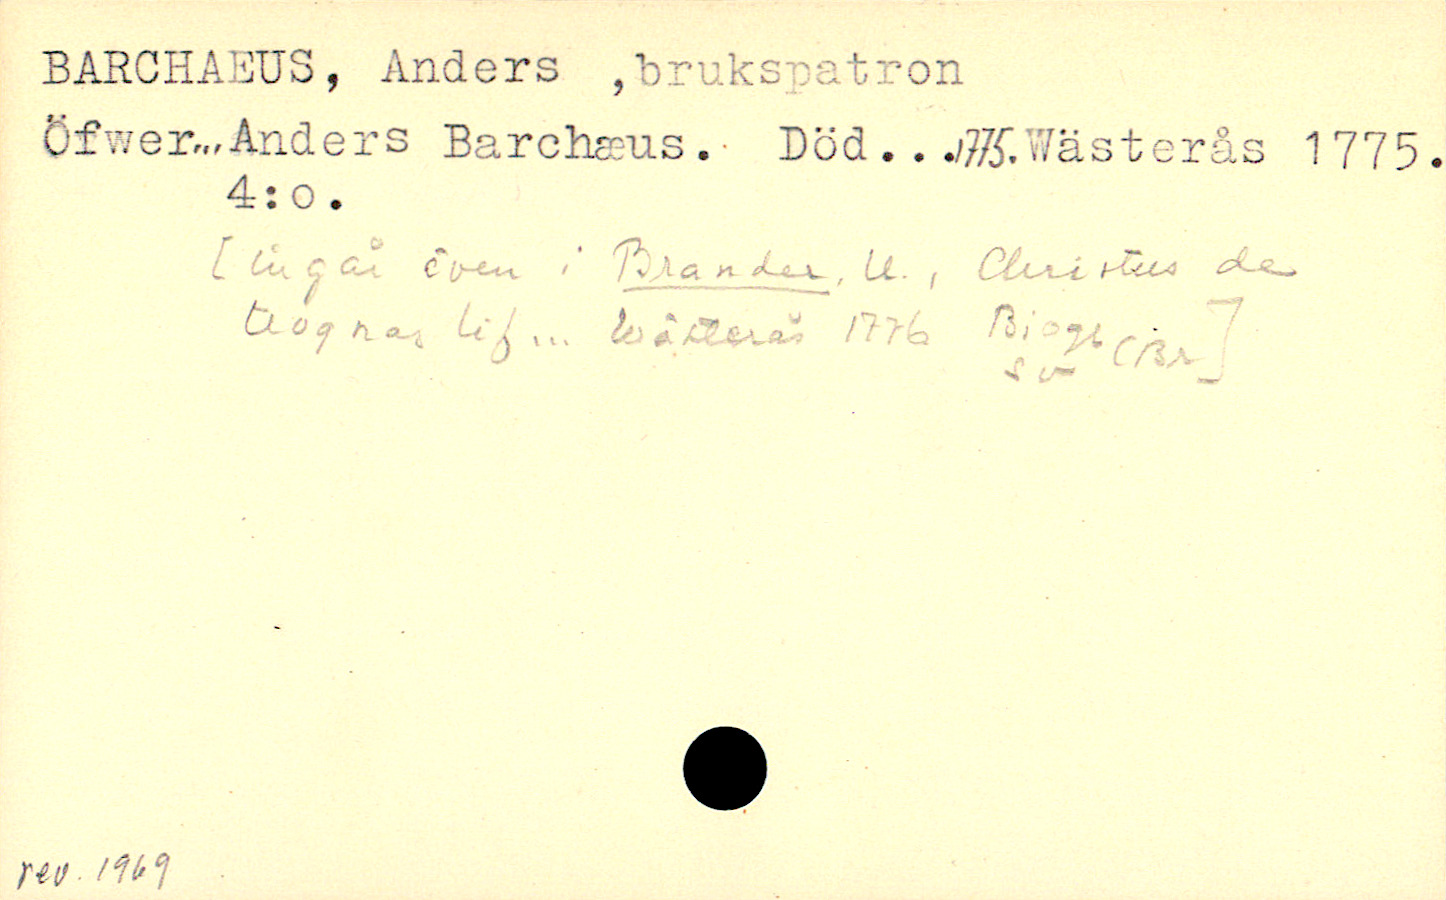 BARCHAEUS, Anders ,brukspatron
Öfwer...Anders Barchæus. Död...1775. Wästerås 1775.
4:o.
[ingår även i Brander, U., Christus de
trognas lif... Wästerås 1776 Biogr (Br]
sv
rev. 1969